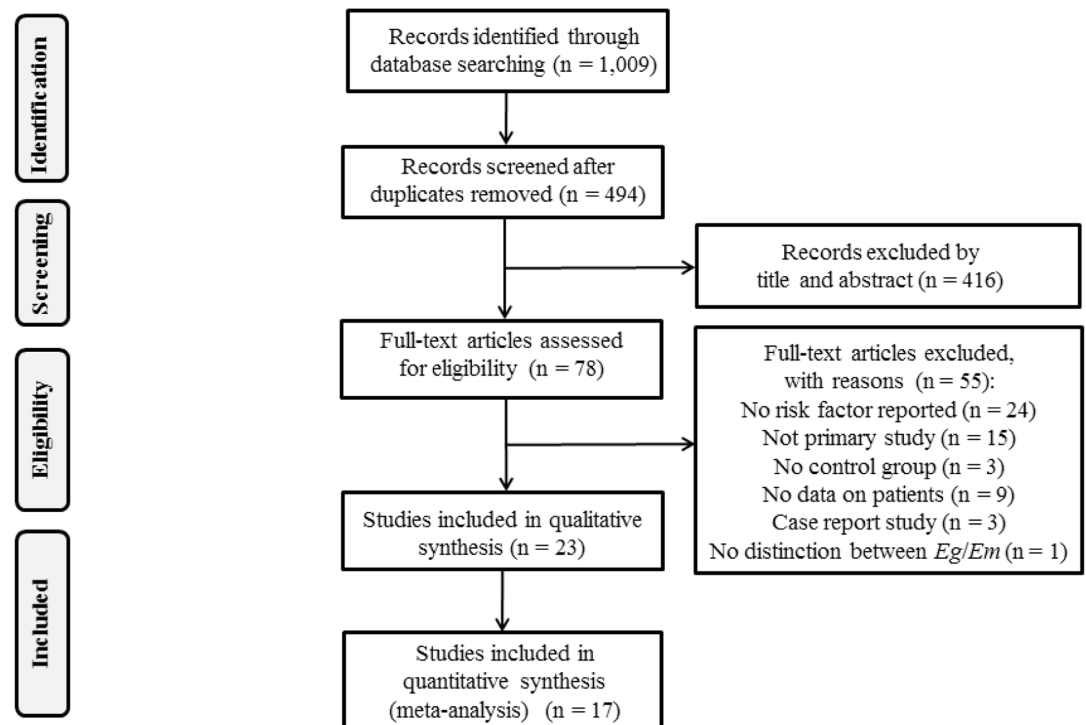 Identification
Records identified through
database searching (n = 1,009)
Records screened after
duplicates removed (n = 494)
Screening
Records excluded by
title and abstract (n = 416)
Full-text articles assessed
for eligibility (n = 78)
Eligibility
Full-text articles excluded,
with reasons (n = 55):
No risk factor reported (n = 24)
Not primary study (n = 15)
No control group (n = 3)
No data on patients (n = 9)
Case report study (n = 3)
No distinction between Eg/Em (n = 1)
Studies included in qualitative
synthesis (n = 23)
Included
Studies included in
quantitative synthesis
(meta-analysis) (n = 17)